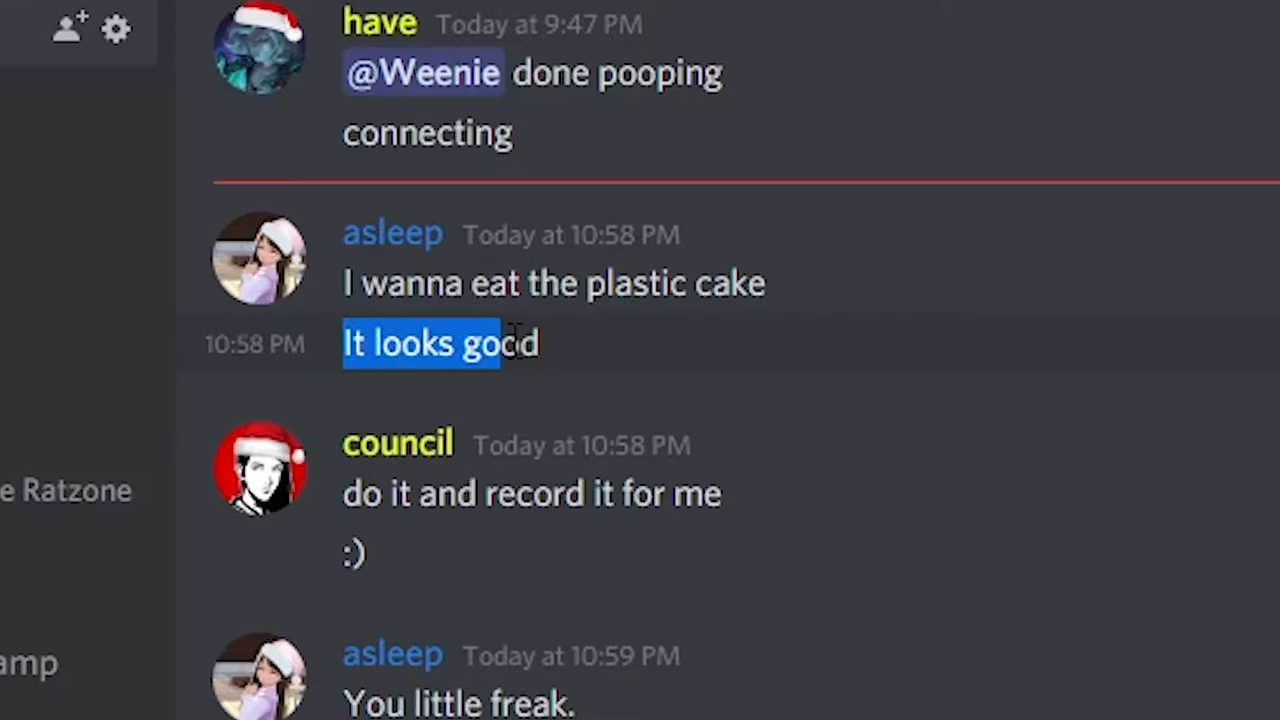 have Today at 9:47 PM
@Weenie done pooping
connecting
asleep Today at 10:58 PM
I wanna eat the plastic cake
10:58 PM It looks good
council Today at 10:58 PM
do it and record it for me
:)
e Ratzone
asleep Today at 10:59 PM
amp
You little freak.